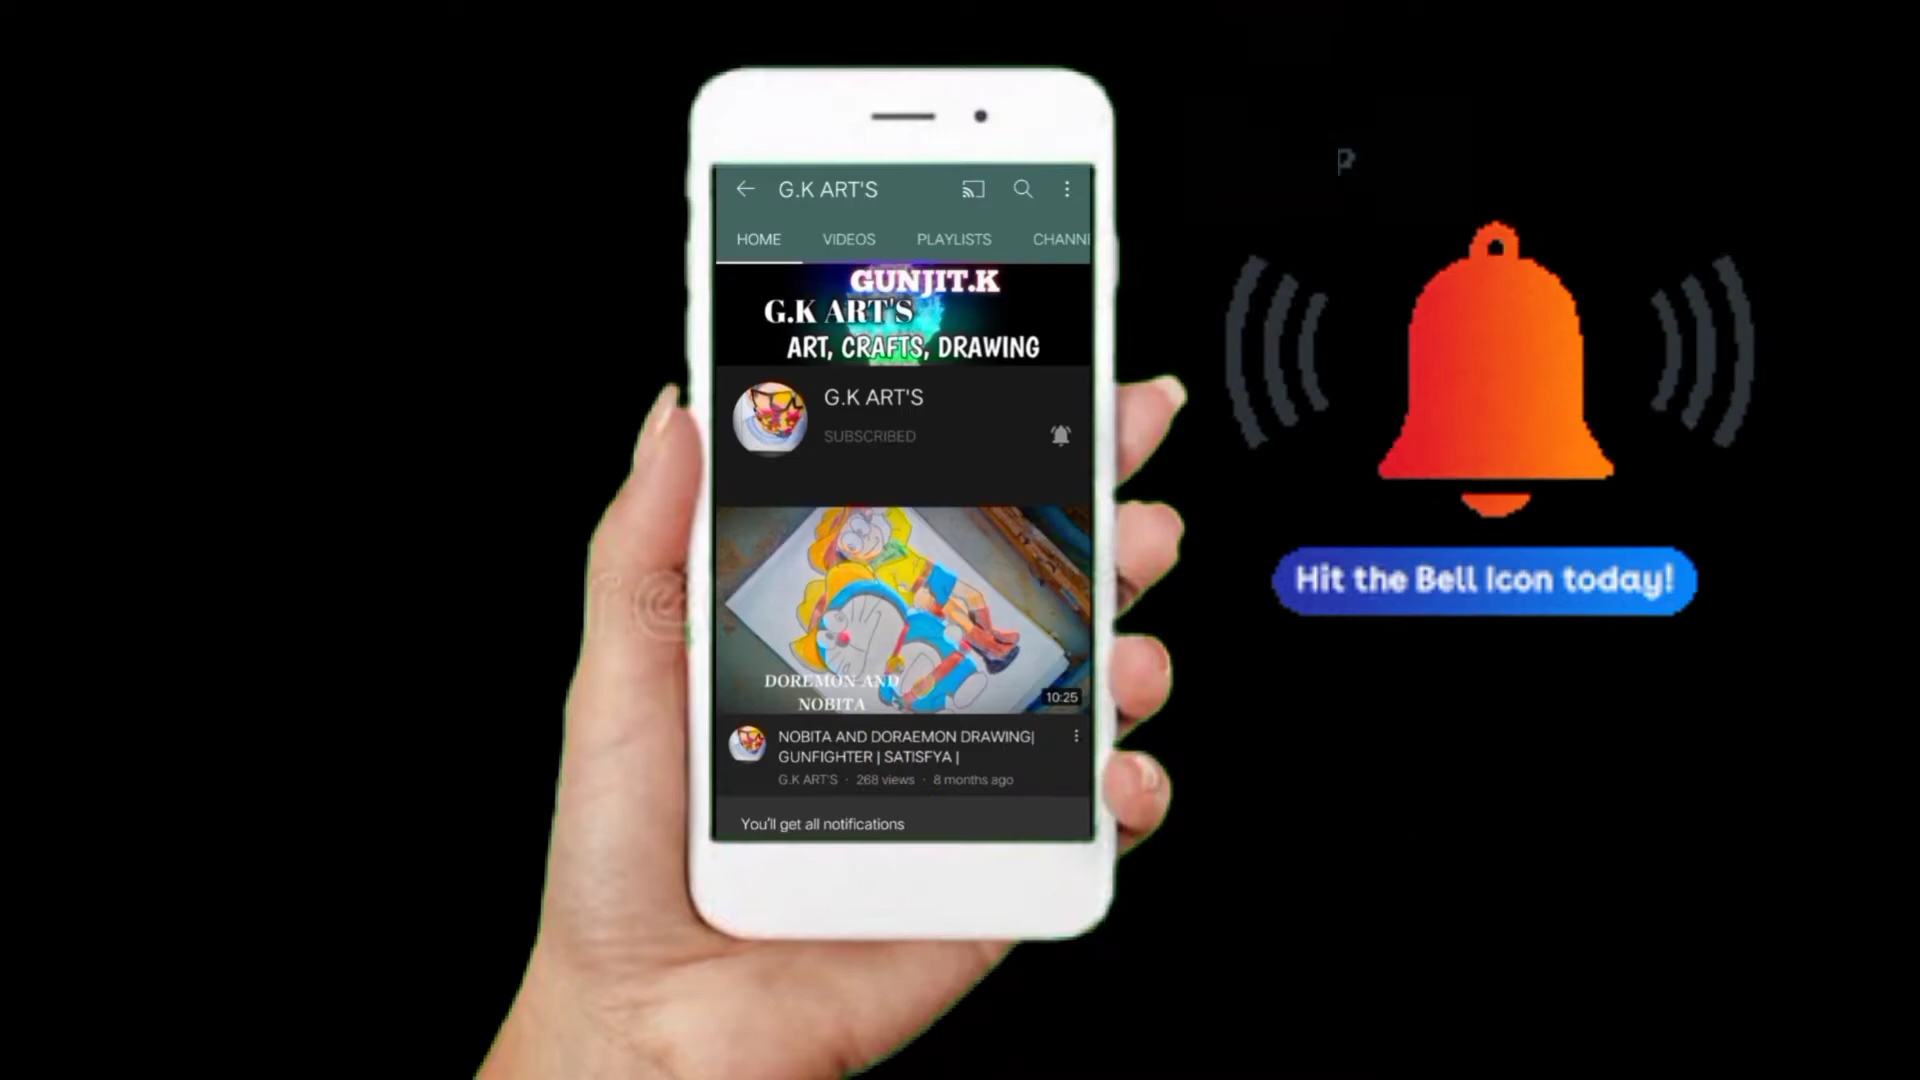 G.K ART'S
HOME VIDEOS PLAYLISTS CHANNE
GUNJIT.K
G.K ART'S
ART, CRAFTS, DRAWING
G.K ART'S
SUBSCRIBED
DOREMON AND
NOBITA
10:25
NOBITA AND DORAEMON DRAWING|
GUNFIGHTER | SATISFYA |
G.K ART'S · 268 views · 8 months ago
You'll get all notifications
P
Hit the Bell Icon today!